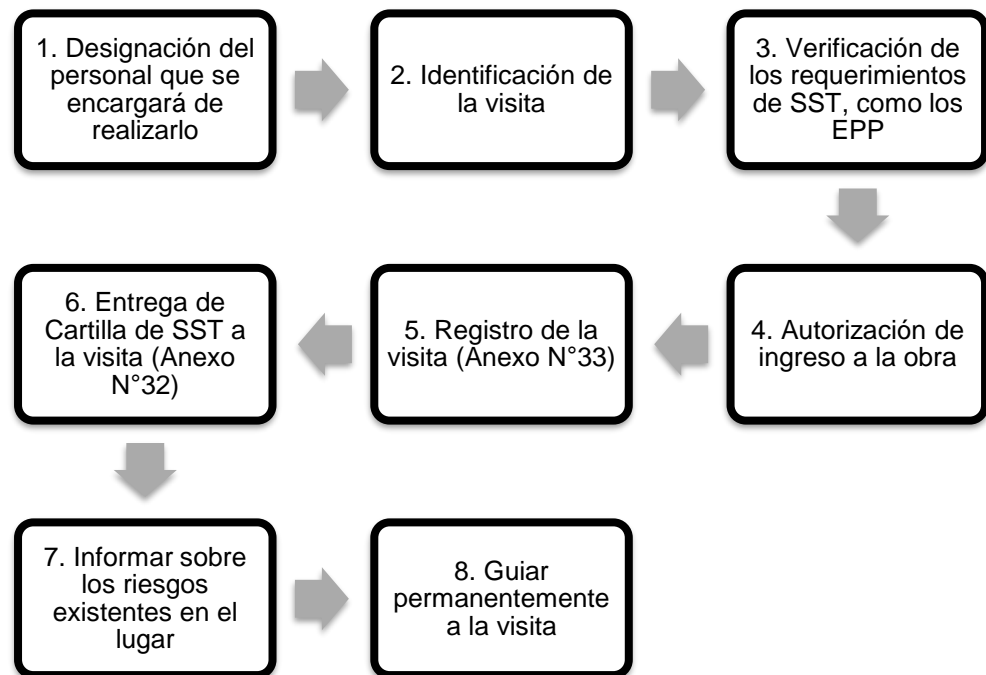 1. Designación del
personal que se
encargará de
realizarlo
2. Identificación de
la visita
3. Verificación de
los requerimientos
de SST, como los
EPP
4. Autorización de
ingreso a la obra
5. Registro de la
visita (Anexo N°33)
6. Entrega de
Cartilla de SST a
la visita (Anexo
N°32)
7. Informar sobre
los riesgos
existentes en el
lugar
8. Guiar
permanentemente
a la visita